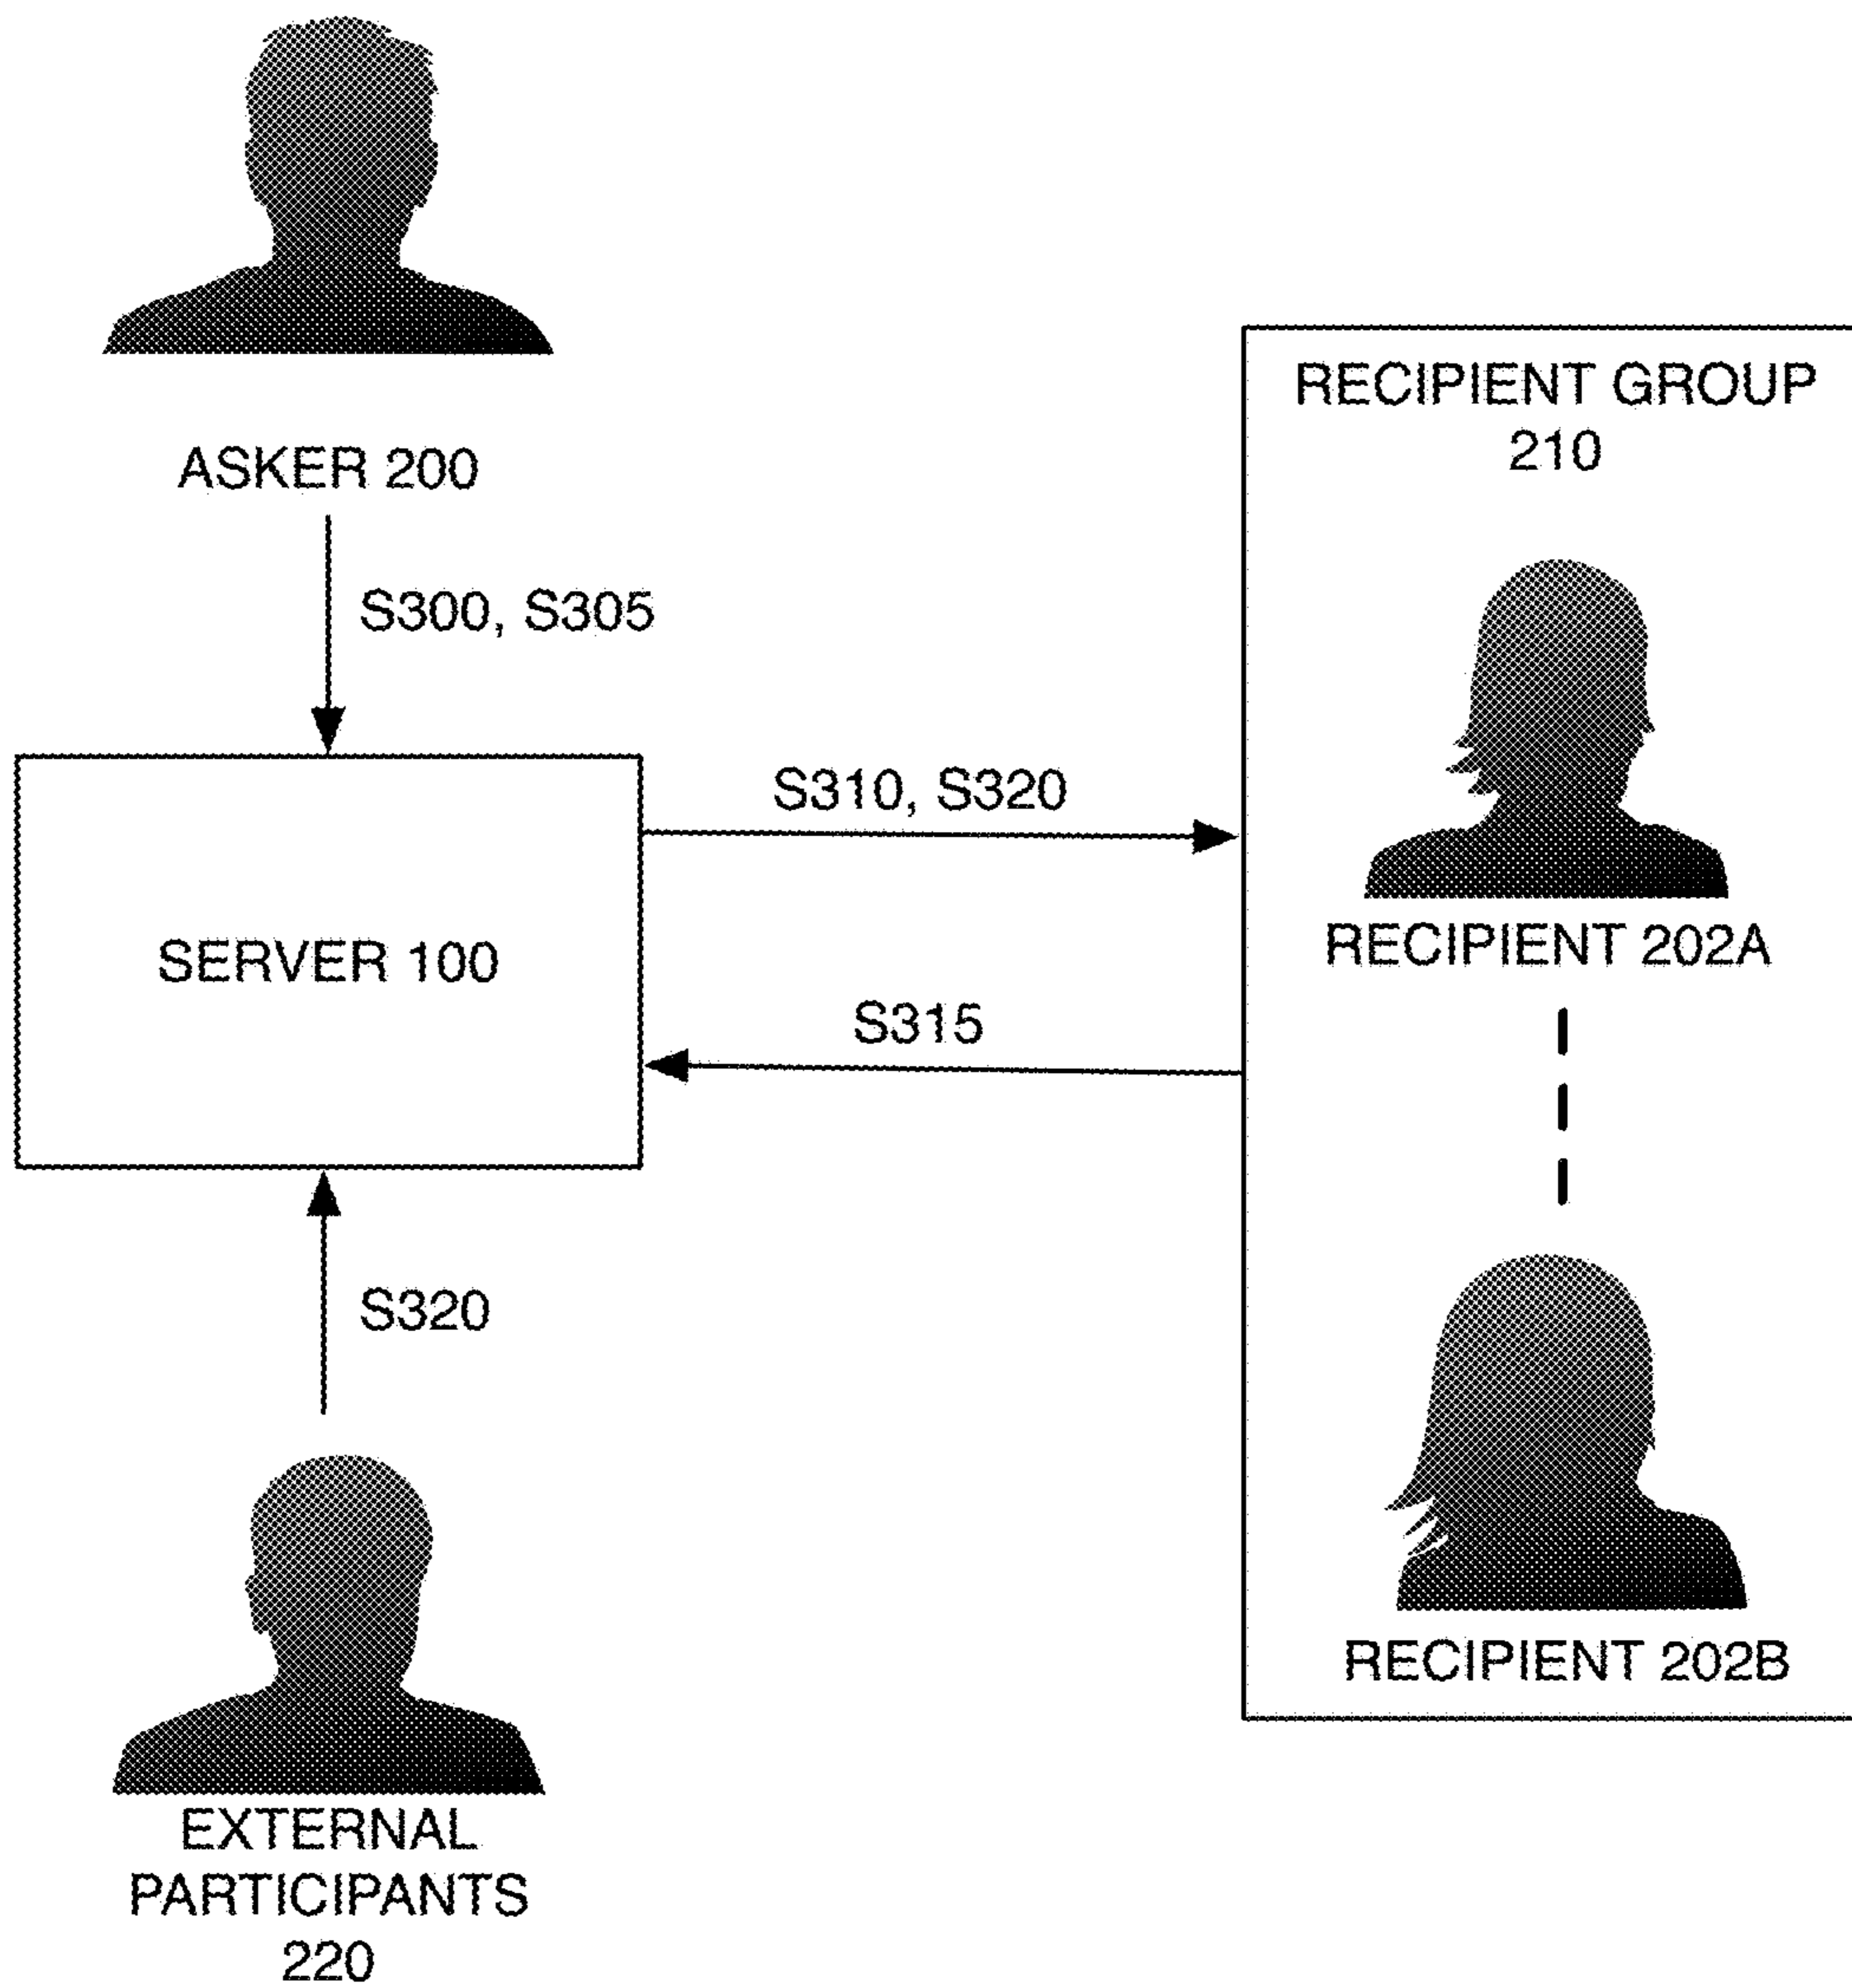 ASKER 200
S300, S305
RECIPIENT GROUP
210
S310, S320
SERVER 100
RECIPIENT 202A
S315
S320
RECIPIENT 202B
EXTERNAL
PARTICIPANTS
220